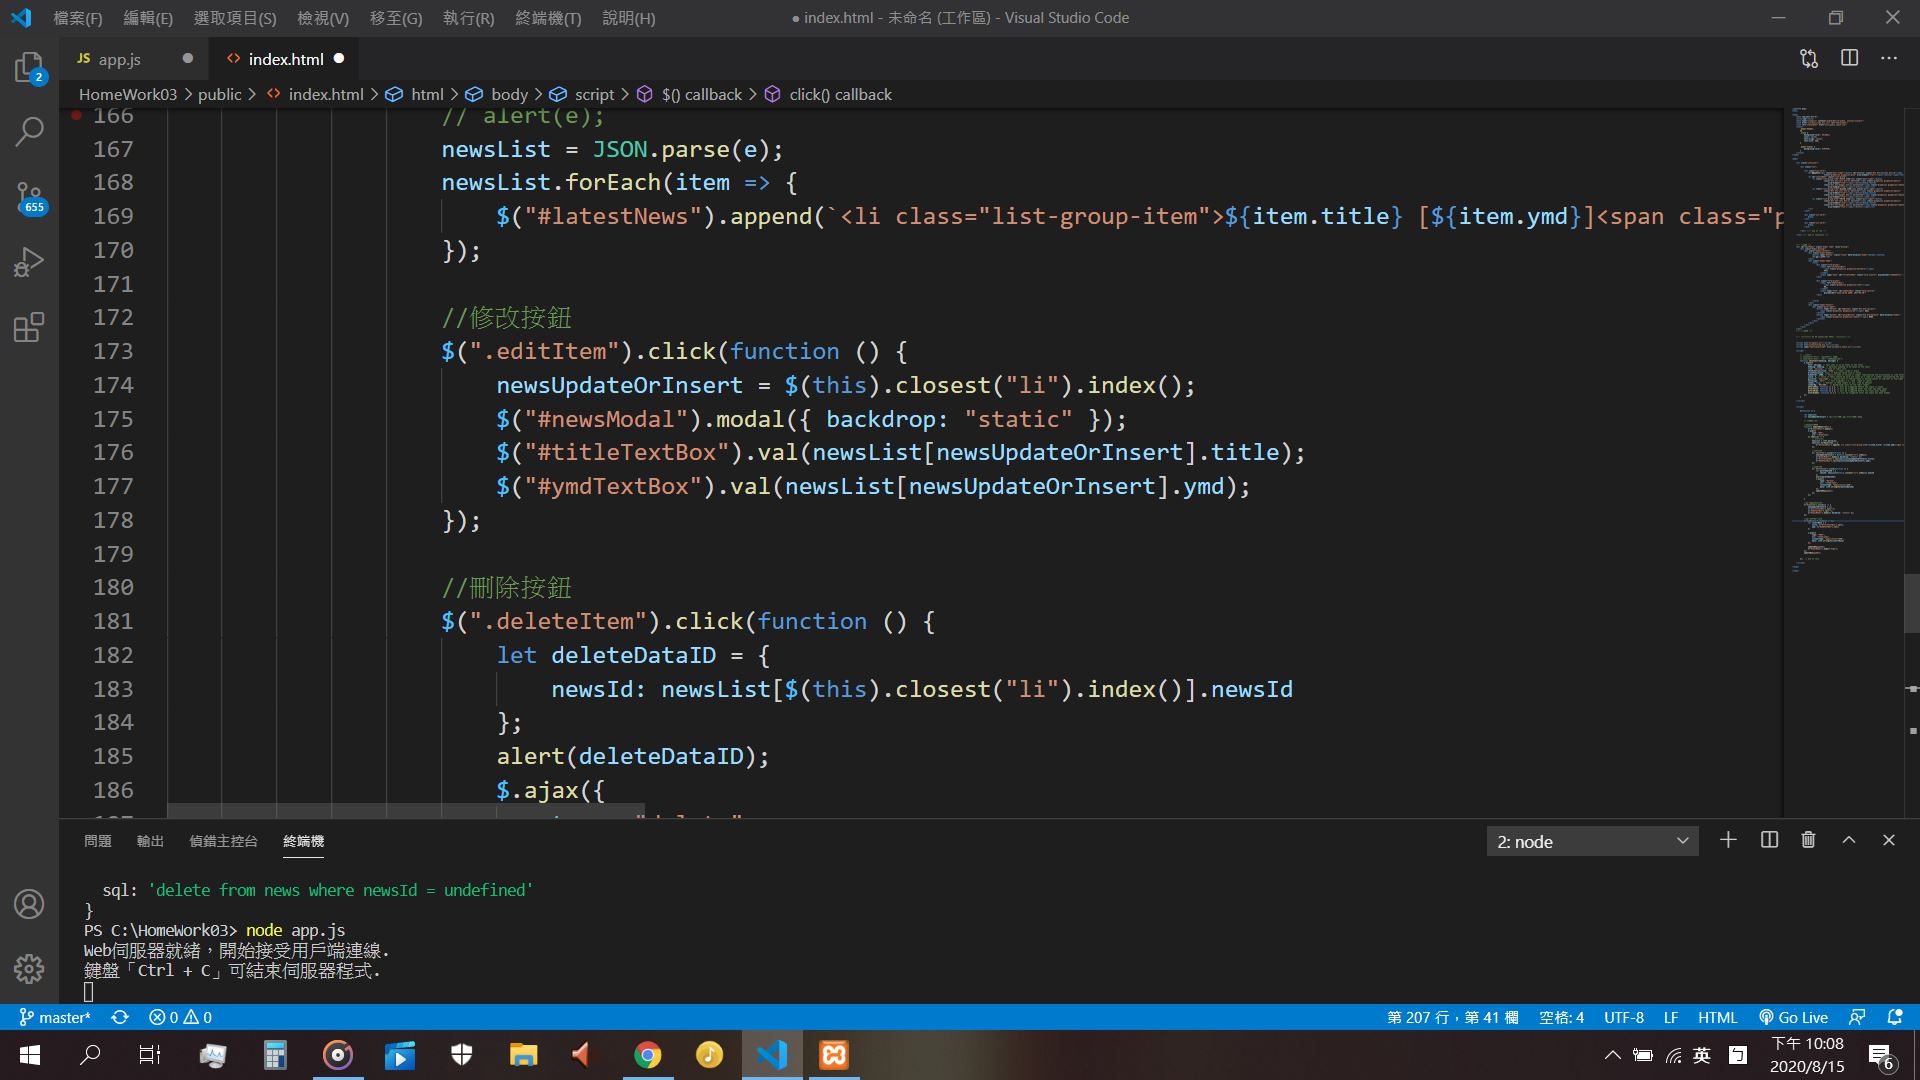 檔案(F) 編輯(E) 選取項目(S) 檢視(V) 移至(G) 執行(R) 終端機(T) 說明(H) ● index.html - 未命名 (工作區) - Visual Studio Code
JS app.js ● <> index.html ●
HomeWork03 > public > <> index.html > html > body > script > $() callback > click() callback
2
655
166 // alert(e);
167 newsList = JSON.parse(e);
168 newsList.forEach(item => {
169 $("#latestNews").append(`<li class="list-group-item">${item.title} [${item.ymd}]<span class="p
170 });
171
172 //修改按鈕
173 $(".editItem").click(function () {
174 newsUpdateOrInsert = $(this).closest("li").index();
175 $("#newsModal").modal({ backdrop: "static" });
176 $("#titleTextBox").val(newsList[newsUpdateOrInsert].title);
177 $("#ymdTextBox").val(newsList[newsUpdateOrInsert].ymd);
178 });
179
180 //刪除按鈕
181 $(".deleteItem").click(function () {
182 let deleteDataID = {
183 newsId: newsList[$(this).closest("li").index()].newsId
184 };
185 alert(deleteDataID);
186 $.ajax({
問題 輸出 偵錯主控台 終端機 2: node
sql: 'delete from news where newsId = undefined'
}
PS C:\HomeWork03> node app.js
Web伺服器就緒，開始接受用戶端連線.
鍵盤「Ctrl + C」可結束伺服器程式.
master* 0 0 第 207 行，第 41 欄 空格: 4 UTF-8 LF HTML Go Live
英 下午 10:08
2020/8/15
6